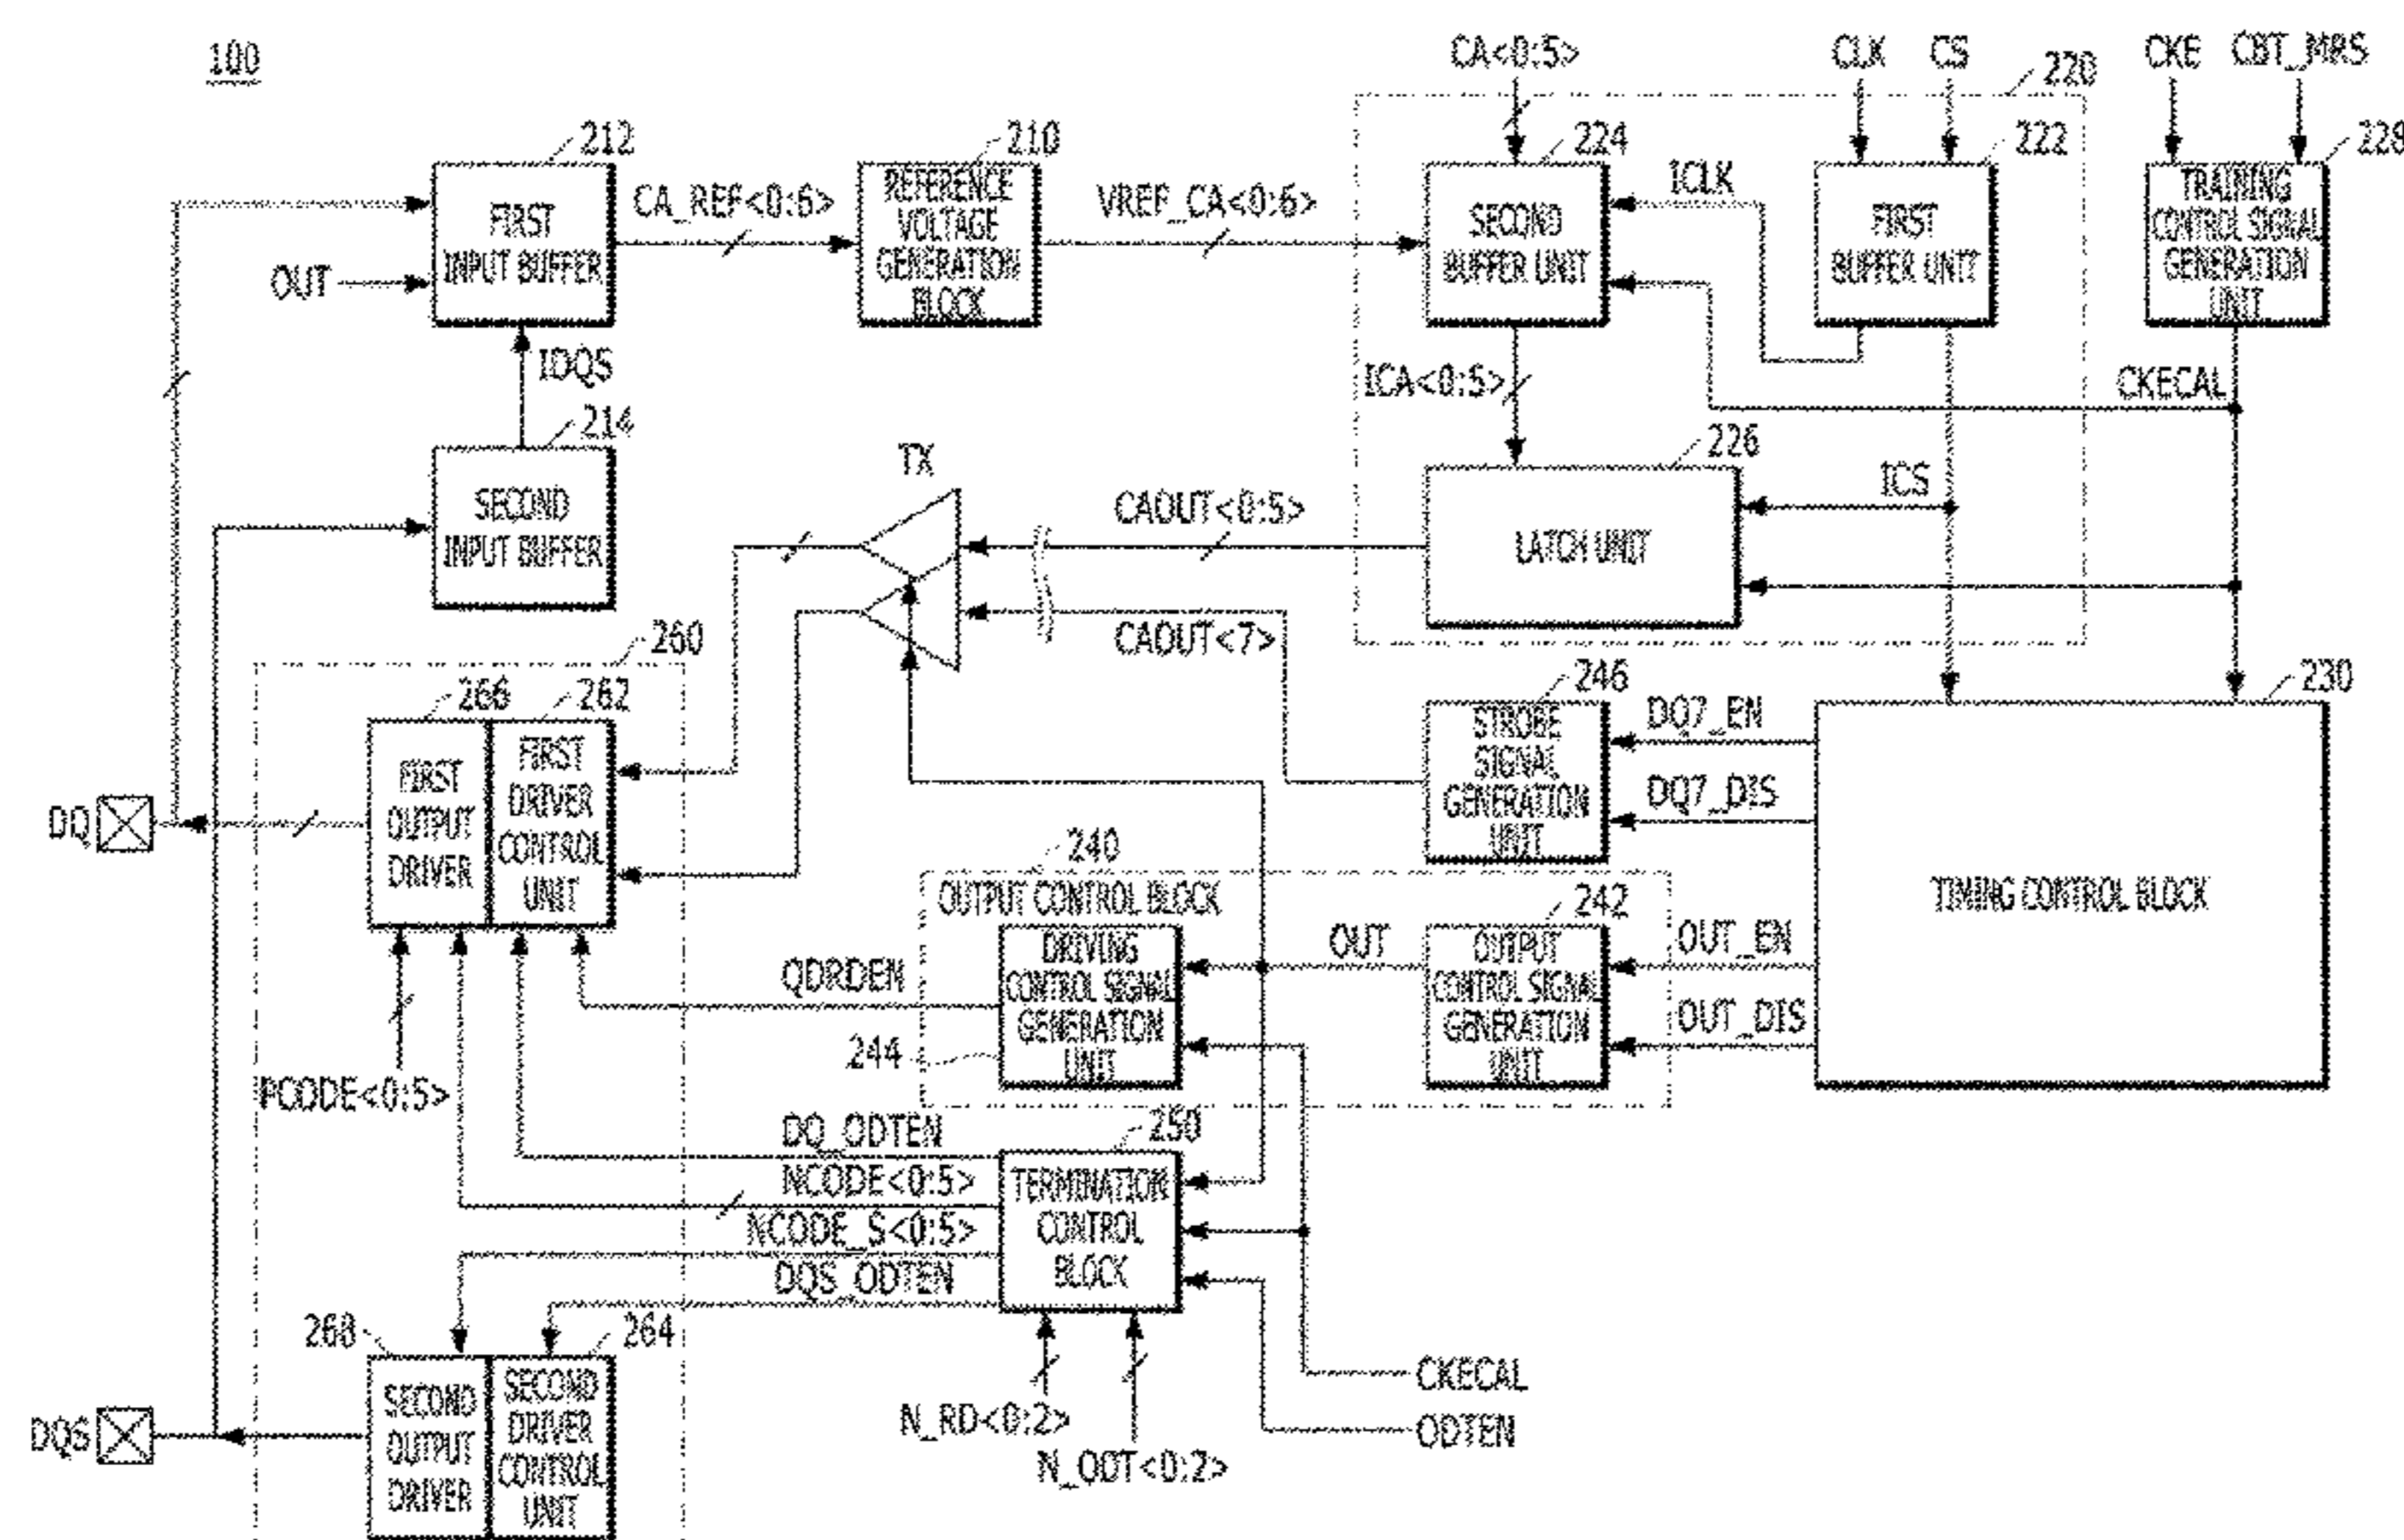 100
CA<0:5>
CLK
CS
CKE
CBT_MRS
220
212
210
224
222
228
FIRST
INPUT BUFFER
CA_REF<0:6>
REFERENCE
VOLTAGE
GENERATION
BLOCK
VREF_CA<0:6>
SECOND
BUFFER UNIT
ICLK
FIRST
BUFFER UNIT
TRAINING
CONTROL SIGNAL
GENERATION
UNIT
OUT
IDQS
ICA<0:5>
CKECAL
214
SECOND
INPUT BUFFER
TX
CAOUT<0:5>
226
LATCH UNIT
ICS
CAOUT<7>
260
266
262
FIRST
OUTPUT
DRIVER
FIRST
DRIVER
CONTROL
UNIT
246
STROBE
SIGNAL
GENERATION
UNIT
DQ7_EN
DQ7_DIS
230
TIMING CONTROL BLOCK
DQ
240
OUTPUT CONTROL BLOCK
DRIVING
CONTROL SIGNAL
GENERATION
UNIT
244
OUT
242
OUTPUT
CONTROL SIGNAL
GENERATION
UNIT
OUT_EN
OUT_DIS
QDRDEN
PCODE<0:5>
DQ_ODTEN
NCODE<0:5>
NCODE_S<0:5>
DQS_ODTEN
250
TERMINATION
CONTROL
BLOCK
268
264
SECOND
OUTPUT
DRIVER
SECOND
DRIVER
CONTROL
UNIT
DQS
N_RD<0:2>
N_ODT<0:2>
CKECAL
ODTEN